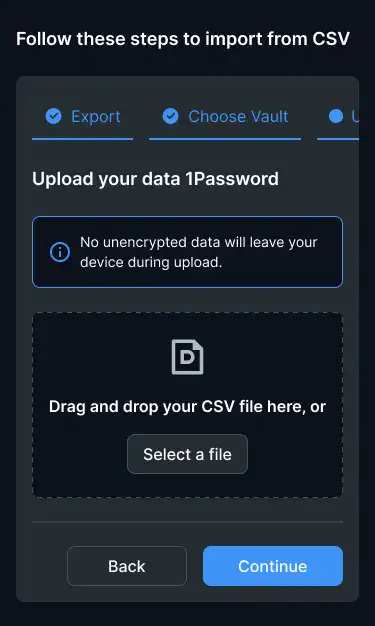 Follow these steps to import from CSV
Export
Choose Vault
U
Upload your data 1Password
No unencrypted data will leave your
device during upload.
D
Drag and drop your CSV file here, or
Select a file
Back
Continue